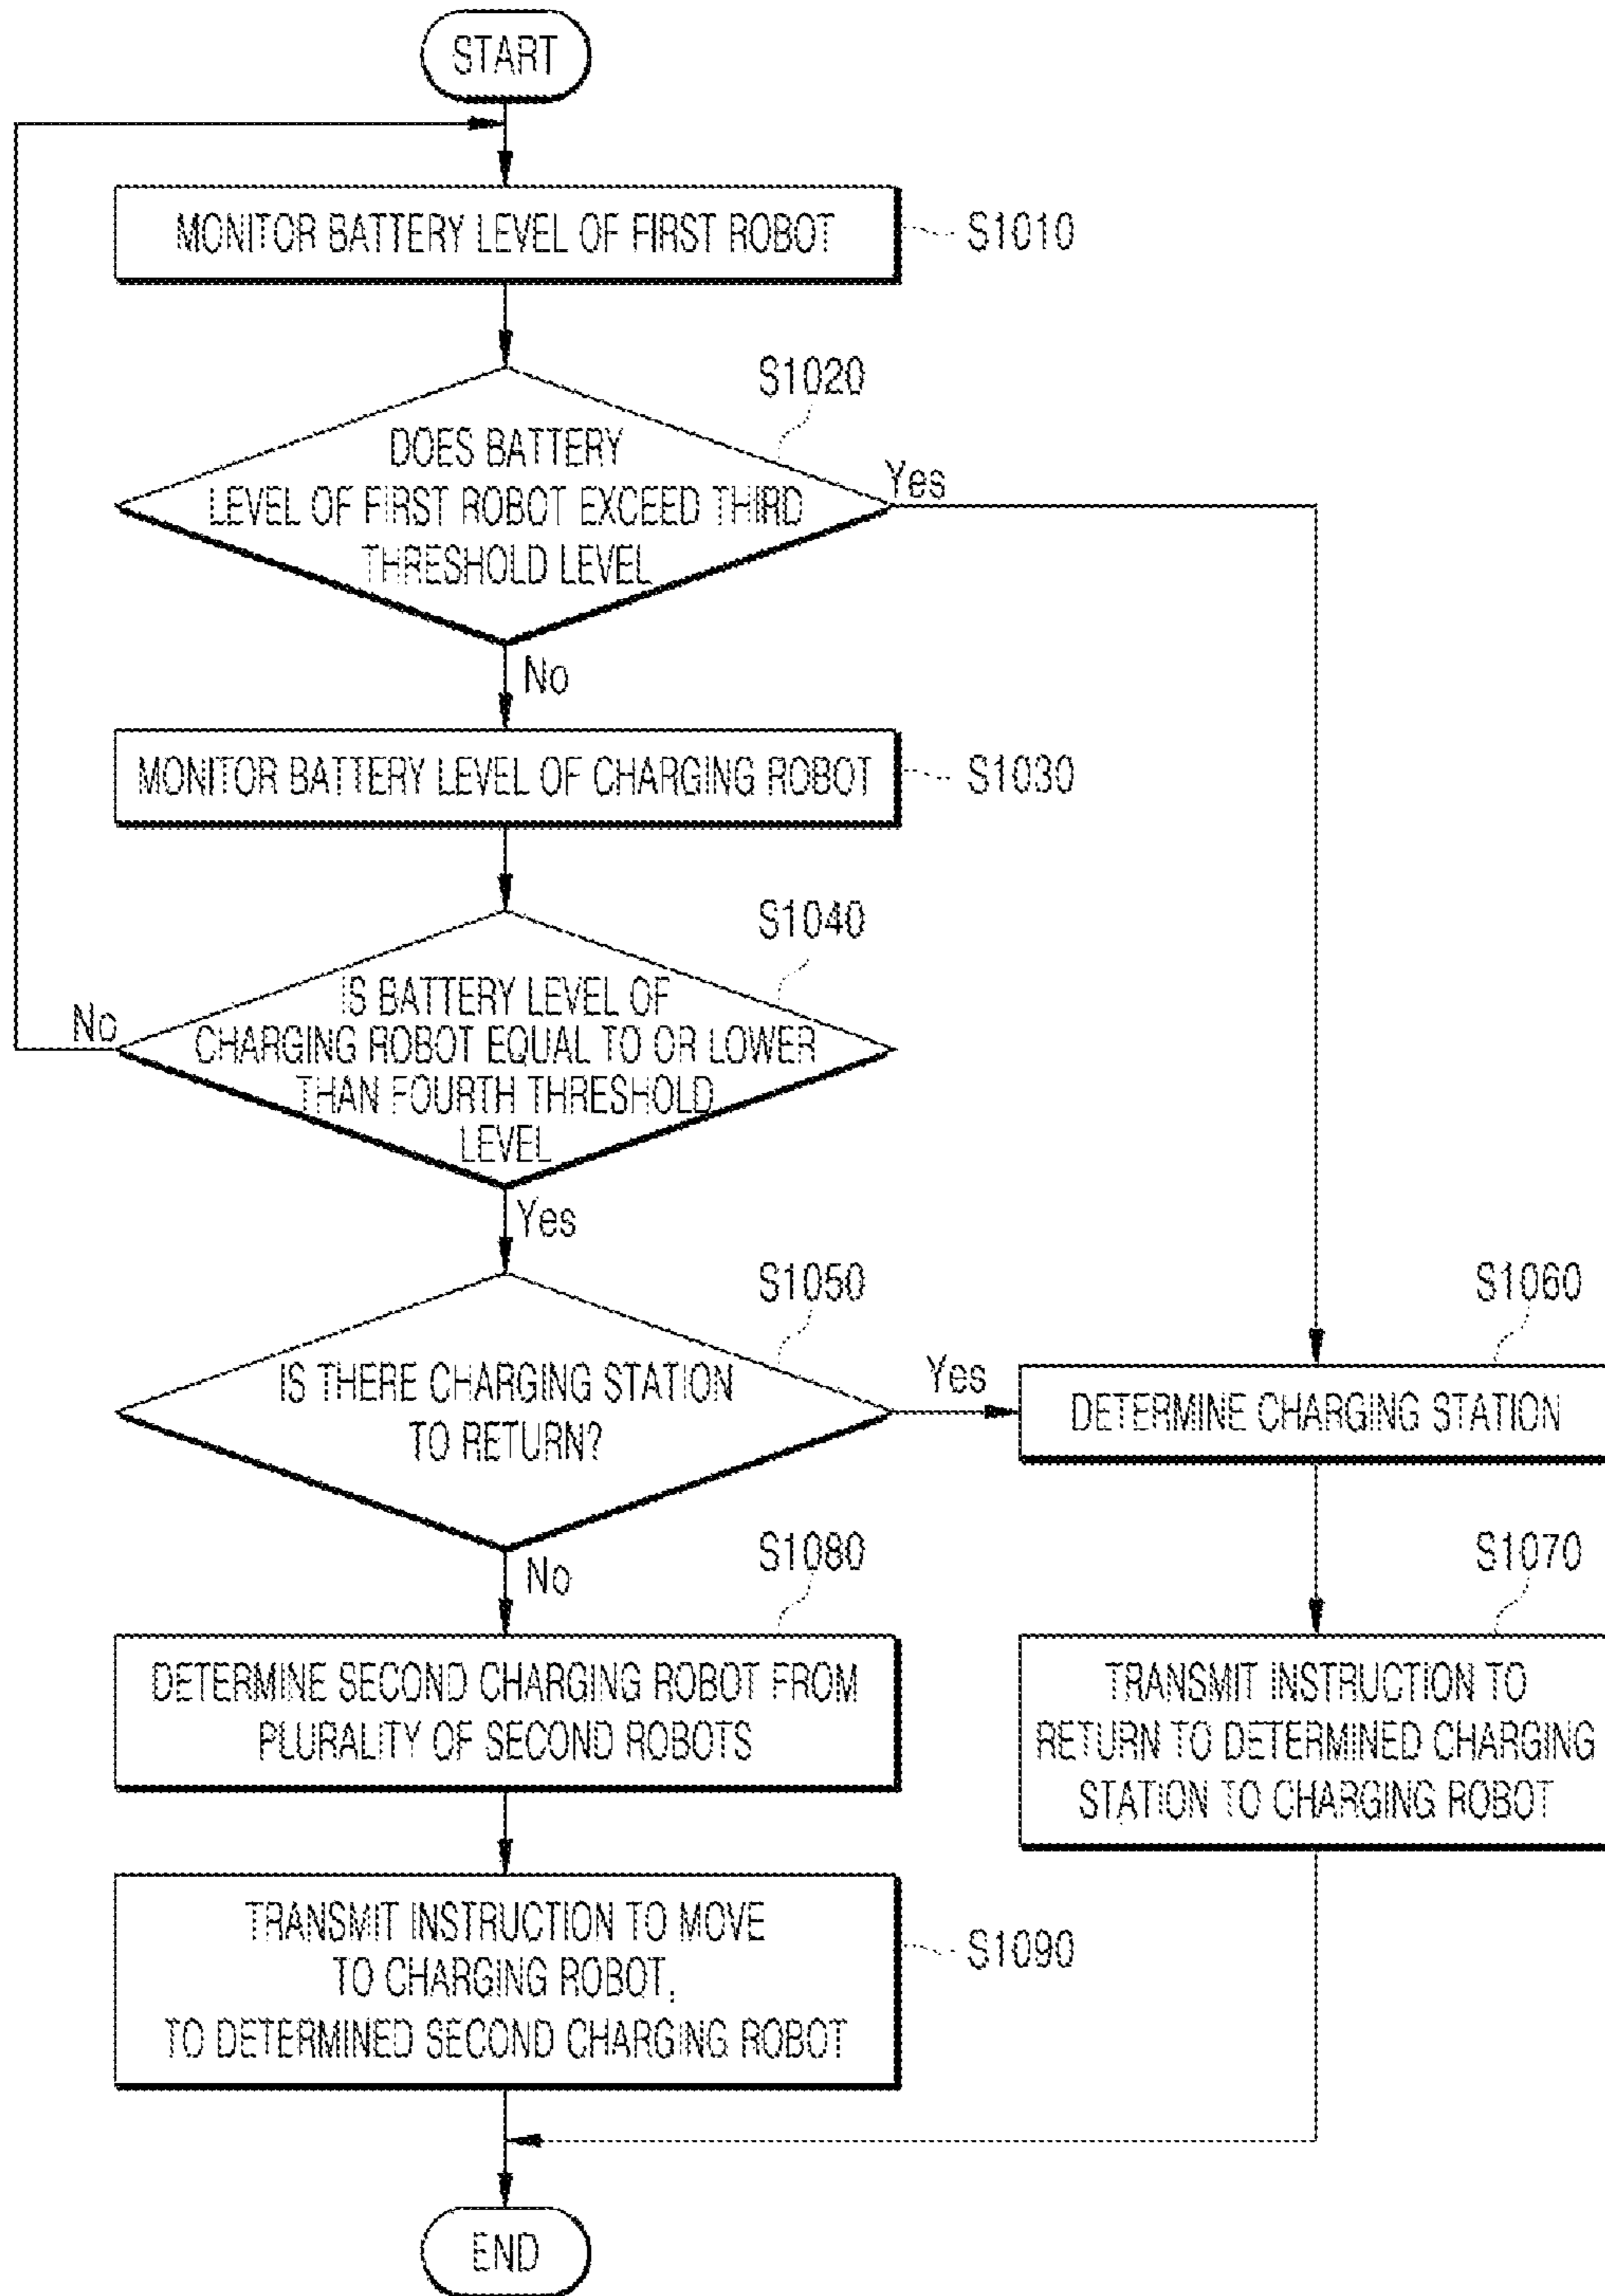 START
MONITOR BATTERY LEVEL OF FIRST ROBOT
S1010
S1020
DOES BATTERY
LEVEL OF FIRST ROBOT EXCEED THIRD
THRESHOLD LEVEL
Yes
No
MONITOR BATTERY LEVEL OF CHARGING ROBOT
S1030
S1040
IS BATTERY LEVEL OF
CHARGING ROBOT EQUAL TO OR LOWER
THAN FOURTH THRESHOLD
LEVEL
No
Yes
S1050
IS THERE CHARGING STATION
TO RETURN?
Yes
S1060
DETERMINE CHARGING STATION
No
S1080
DETERMINE SECOND CHARGING ROBOT FROM
PLURALITY OF SECOND ROBOTS
S1070
TRANSMIT INSTRUCTION TO
RETURN TO DETERMINED CHARGING
STATION TO CHARGING ROBOT
TRANSMIT INSTRUCTION TO MOVE
TO CHARGING ROBOT,
TO DETERMINED SECOND CHARGING ROBOT
S1090
END